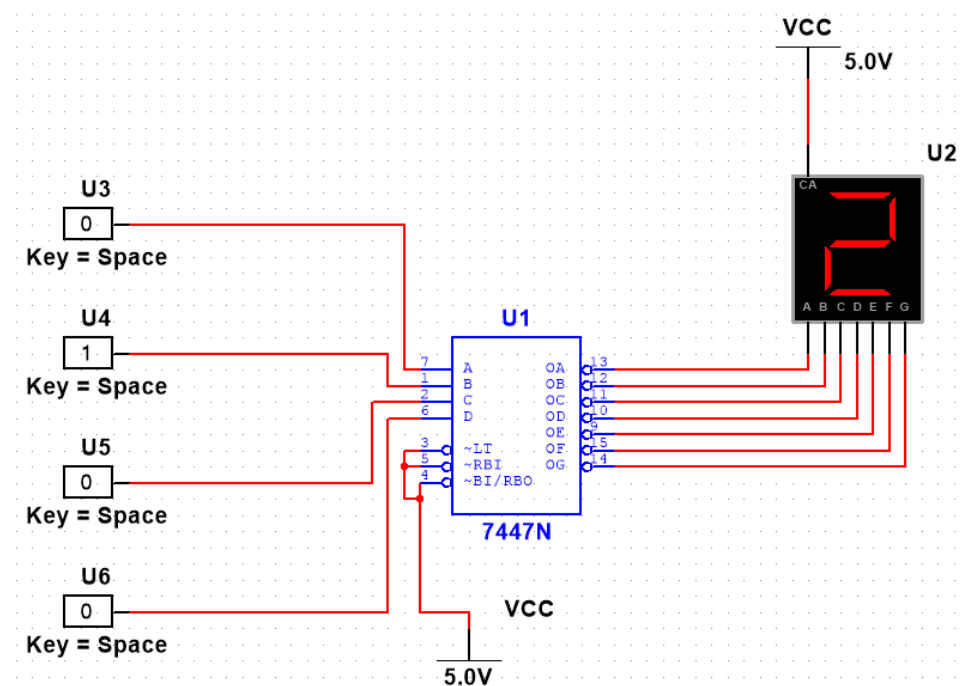 VCC
5.0V
U2
CA
2
A B C D E F G
U3
0
Key = Space
U4
1
Key = Space
U5
0
Key = Space
U6
0
Key = Space
U1
7 A OA 13
1 B OB 12
2 C OC 11
6 D OD 10
OE 9
3 ~LT OF 15
5 ~RBI OG 14
4 ~BI/RBO
7447N
VCC
5.0V